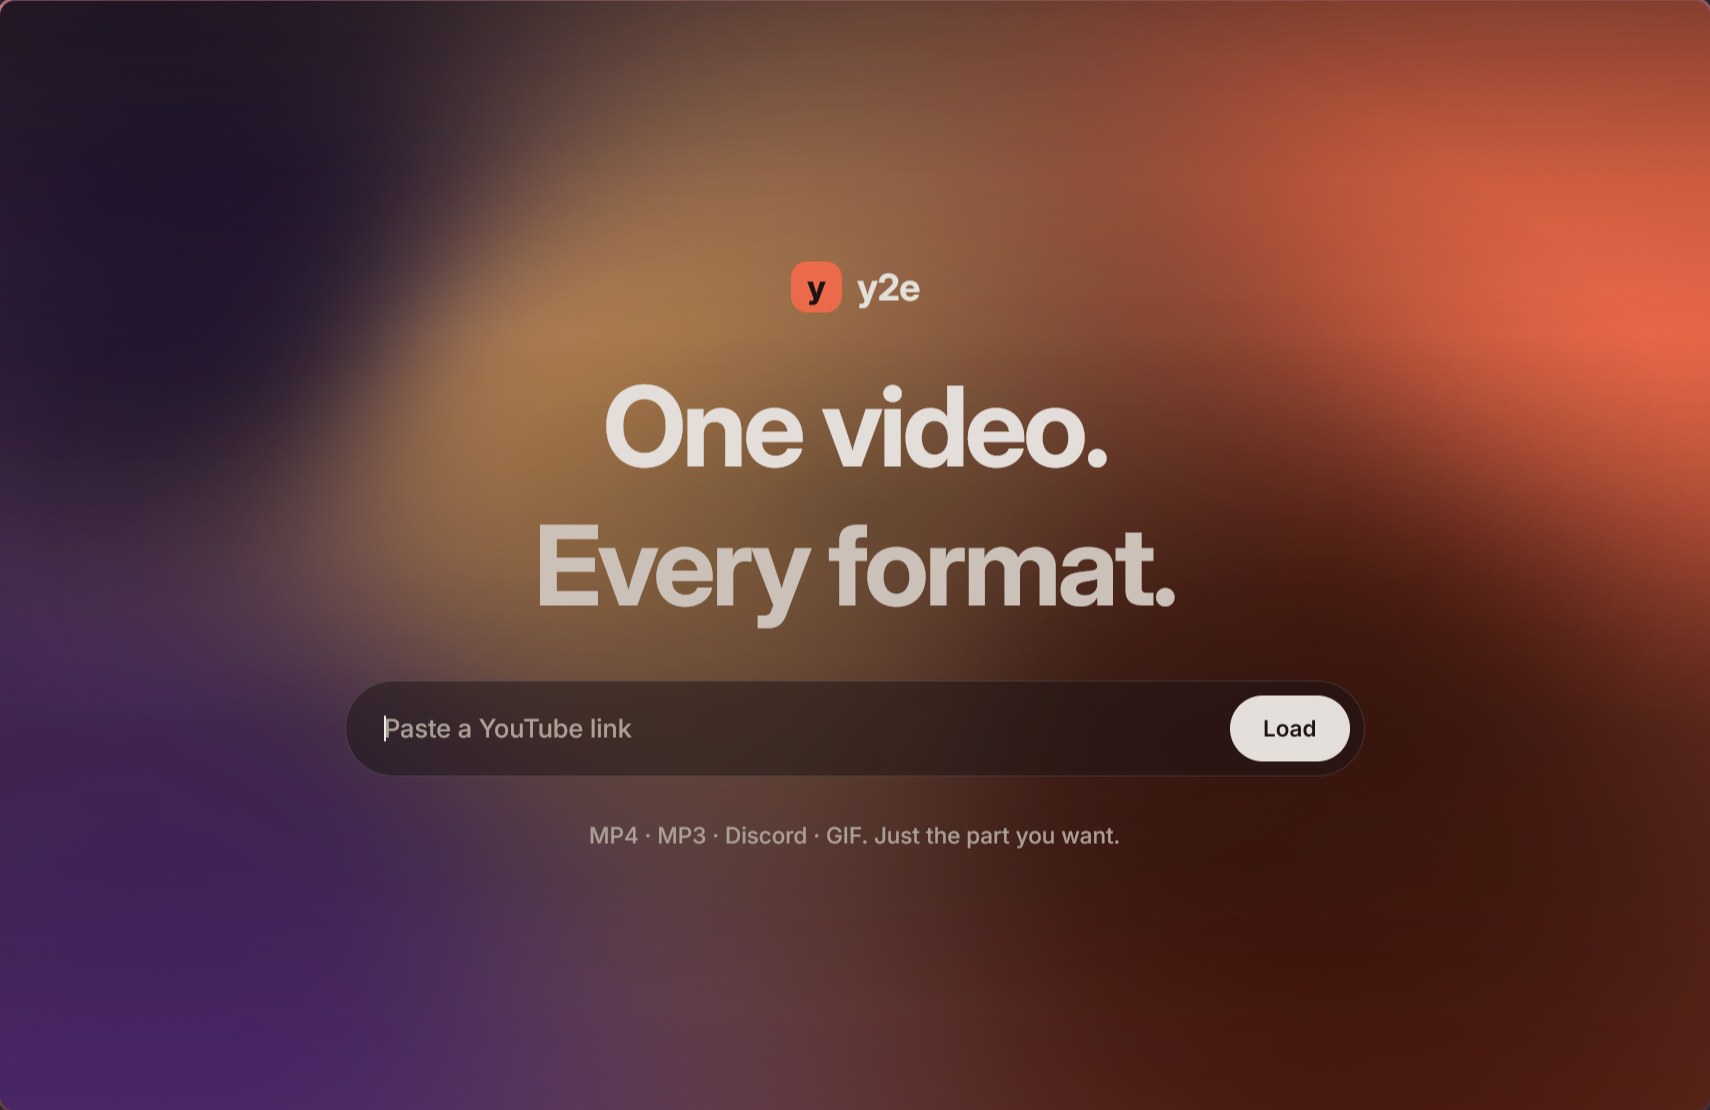 y y2e
One video.
Every format.
Paste a YouTube link Load
MP4 · MP3 · Discord · GIF. Just the part you want.